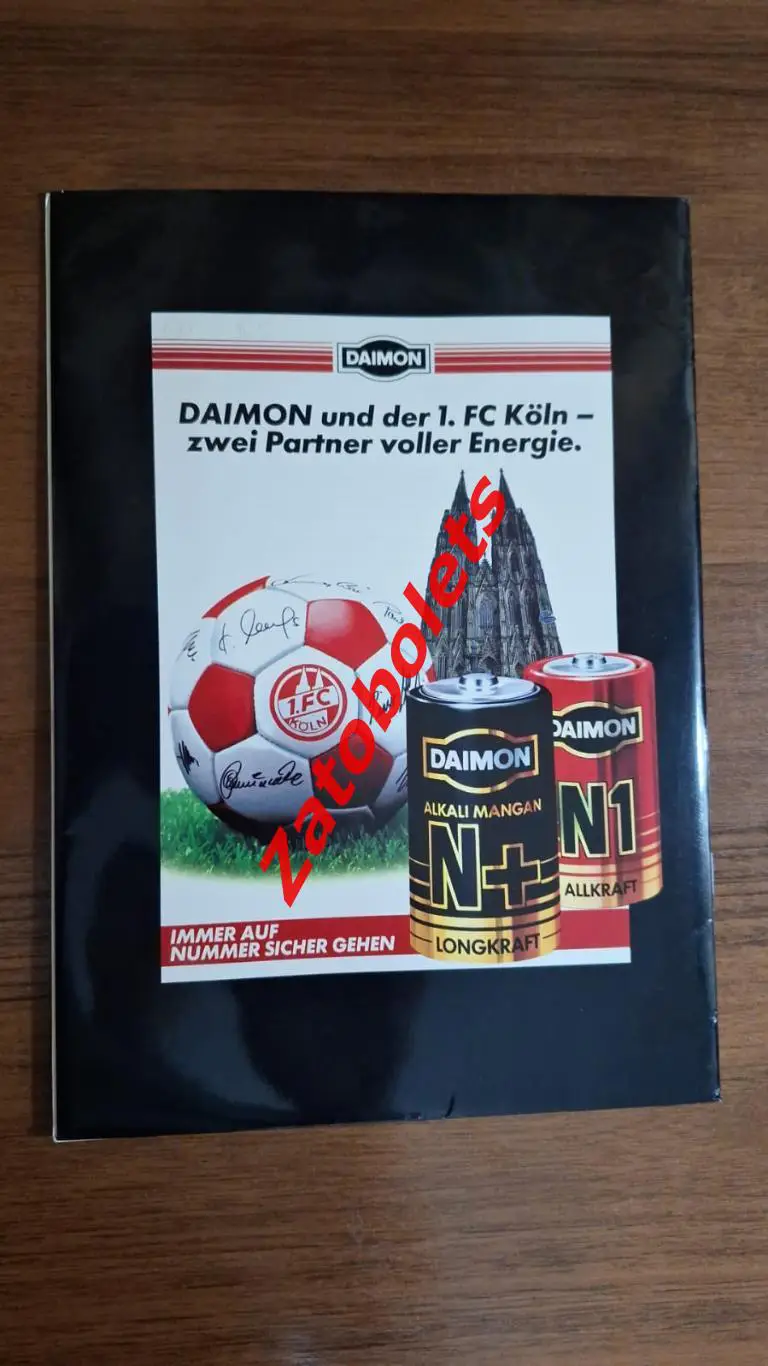 DAIMON
DAIMON und der 1. FC Köln –
zwei Partner voller Energie.
1.FC
KÖLN
DAIMON
ALKALI MANGAN
N+
LONGKRAFT
DAIMON
N1
ALLKRAFT
IMMER AUF
NUMMER SICHER GEHEN
Zatobolets